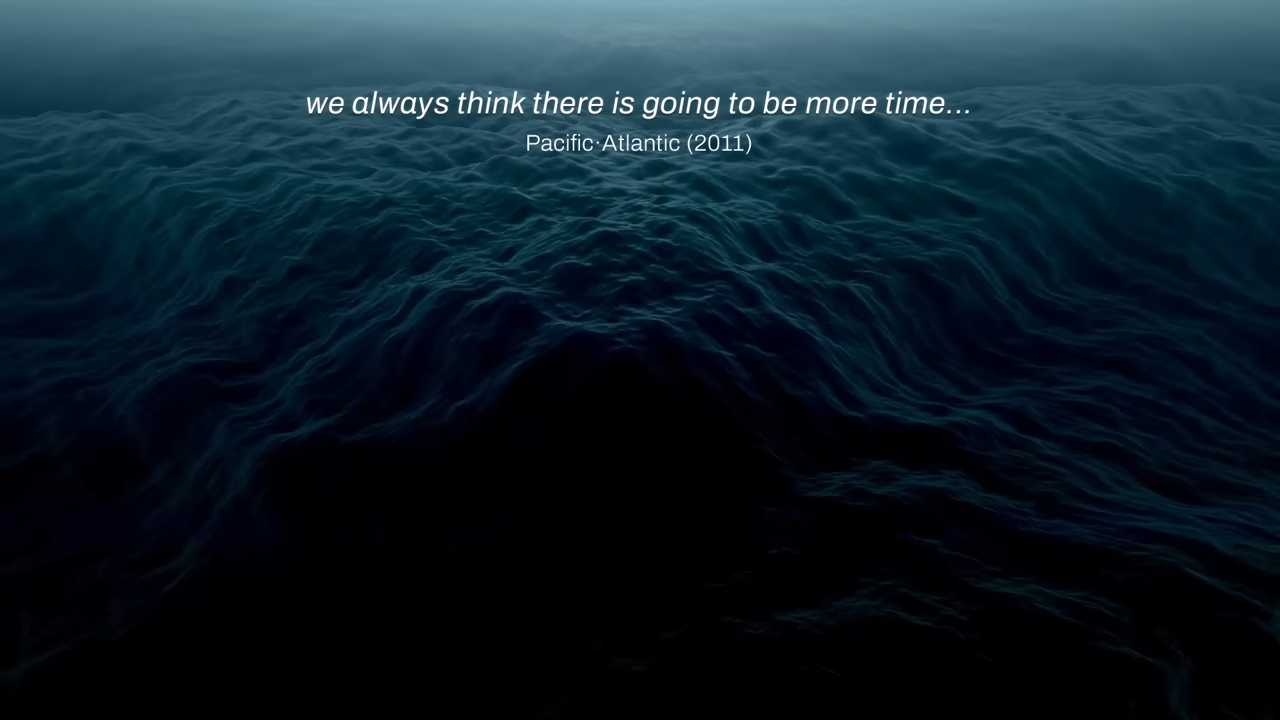 we always think there is going to be more time...
Pacific·Atlantic (2011)